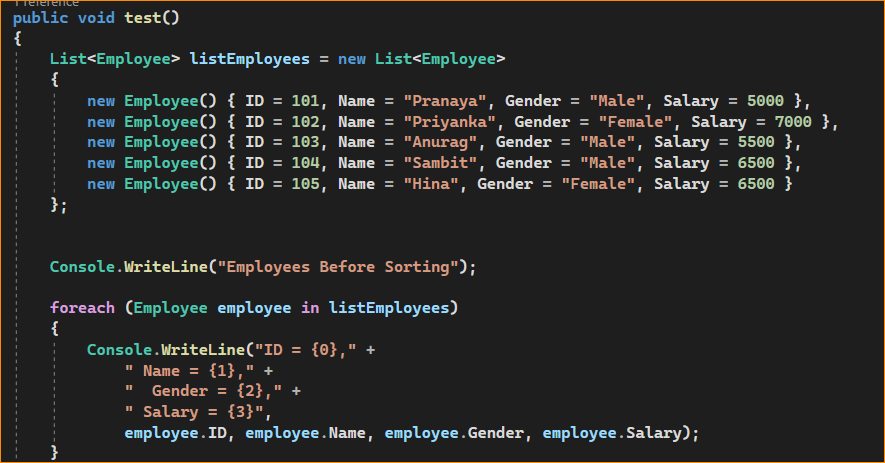 1 reference
public void test()
{
    List<Employee> listEmployees = new List<Employee>
    {
        new Employee() { ID = 101, Name = "Pranaya", Gender = "Male", Salary = 5000 },
        new Employee() { ID = 102, Name = "Priyanka", Gender = "Female", Salary = 7000 },
        new Employee() { ID = 103, Name = "Anurag", Gender = "Male", Salary = 5500 },
        new Employee() { ID = 104, Name = "Sambit", Gender = "Male", Salary = 6500 },
        new Employee() { ID = 105, Name = "Hina", Gender = "Female", Salary = 6500 }
    };
    Console.WriteLine("Employees Before Sorting");
    foreach (Employee employee in listEmployees)
    {
        Console.WriteLine("ID = {0}," +
            " Name = {1}," +
            "  Gender = {2}," +
            " Salary = {3}",
            employee.ID, employee.Name, employee.Gender, employee.Salary);
    }